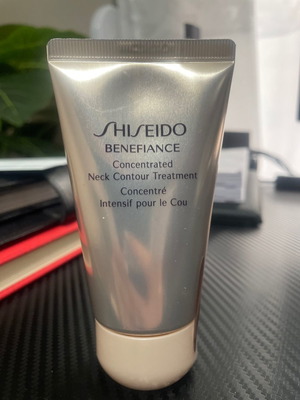 SHISEIDO
BENEFIANCE
Concentrated
Neck Contour Treatment
Concentré
Intensif pour le Cou